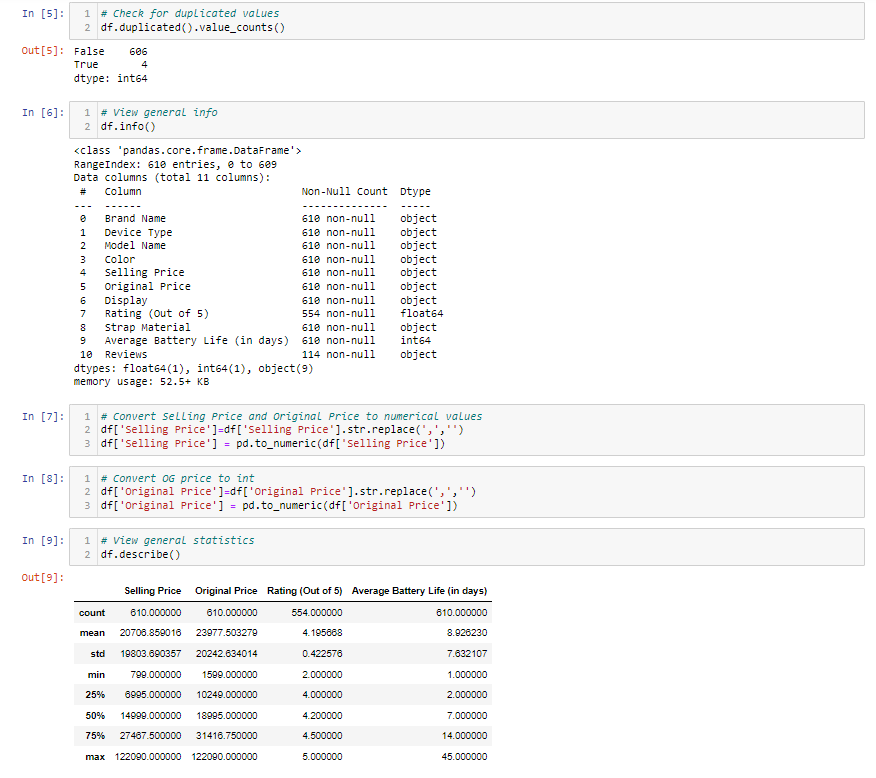 In [5]:
1 # Check for duplicated values
2 df.duplicated().value_counts()
Out[5]: False 606
True 4
dtype: int64
In [6]:
1 # View general info
2 df.info()
<class 'pandas.core.frame.DataFrame'>
RangeIndex: 610 entries, 0 to 609
Data columns (total 11 columns):
# Column Non-Null Count Dtype
--- ------ -------------- -----
0 Brand Name 610 non-null object
1 Device Type 610 non-null object
2 Model Name 610 non-null object
3 Color 610 non-null object
4 Selling Price 610 non-null object
5 Original Price 610 non-null object
6 Display 610 non-null object
7 Rating (Out of 5) 554 non-null float64
8 Strap Material 610 non-null object
9 Average Battery Life (in days) 610 non-null int64
10 Reviews 114 non-null object
dtypes: float64(1), int64(1), object(9)
memory usage: 52.5+ KB
In [7]:
1 # Convert Selling Price and Original Price to numerical values
2 df['Selling Price']=df['Selling Price'].str.replace(',','')
3 df['Selling Price'] = pd.to_numeric(df['Selling Price'])
In [8]:
1 # Convert OG price to int
2 df['Original Price']=df['Original Price'].str.replace(',','')
3 df['Original Price'] = pd.to_numeric(df['Original Price'])
In [9]:
1 # View general statistics
2 df.describe()
Out[9]:
Selling Price Original Price Rating (Out of 5) Average Battery Life (in days)
count 610.000000 610.000000 554.000000 610.000000
mean 20706.859016 23977.503279 4.195668 8.926230
std 19803.690357 20242.634014 0.422576 7.632107
min 799.000000 1599.000000 2.000000 1.000000
25% 6995.000000 10249.000000 4.000000 2.000000
50% 14999.000000 18995.000000 4.200000 7.000000
75% 27467.500000 31416.750000 4.500000 14.000000
max 122090.000000 122090.000000 5.000000 45.000000